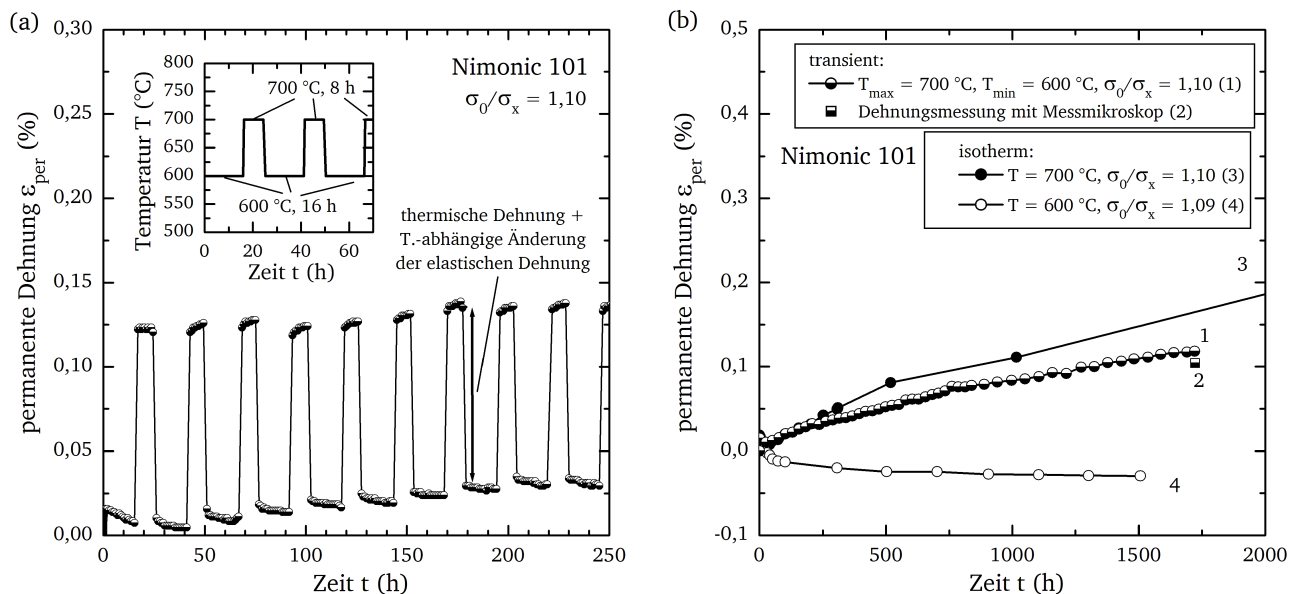 (a)
0,30
0,25
0,20
0,15
0,10
0,05
0,00
permanente Dehnung ε_per (%)
0
50
100
150
200
250
Zeit t (h)
Nimonic 101
σ_0/σ_x = 1,10
800
750
700
650
600
550
500
Temperatur T (°C)
700 °C, 8 h
600 °C, 16 h
0
20
40
60
Zeit t (h)
thermische Dehnung +
T.-abhängige Änderung
der elastischen Dehnung
(b)
0,5
0,4
0,3
0,2
0,1
0,0
-0,1
permanente Dehnung ε_per (%)
0
500
1000
1500
2000
Zeit t (h)
transient:
T_max = 700 °C, T_min = 600 °C, σ_0/σ_x = 1,10 (1)
Dehnungsmessung mit Messmikroskop (2)
Nimonic 101
isotherm:
T = 700 °C, σ_0/σ_x = 1,10 (3)
T = 600 °C, σ_0/σ_x = 1,09 (4)
3
1
2
4